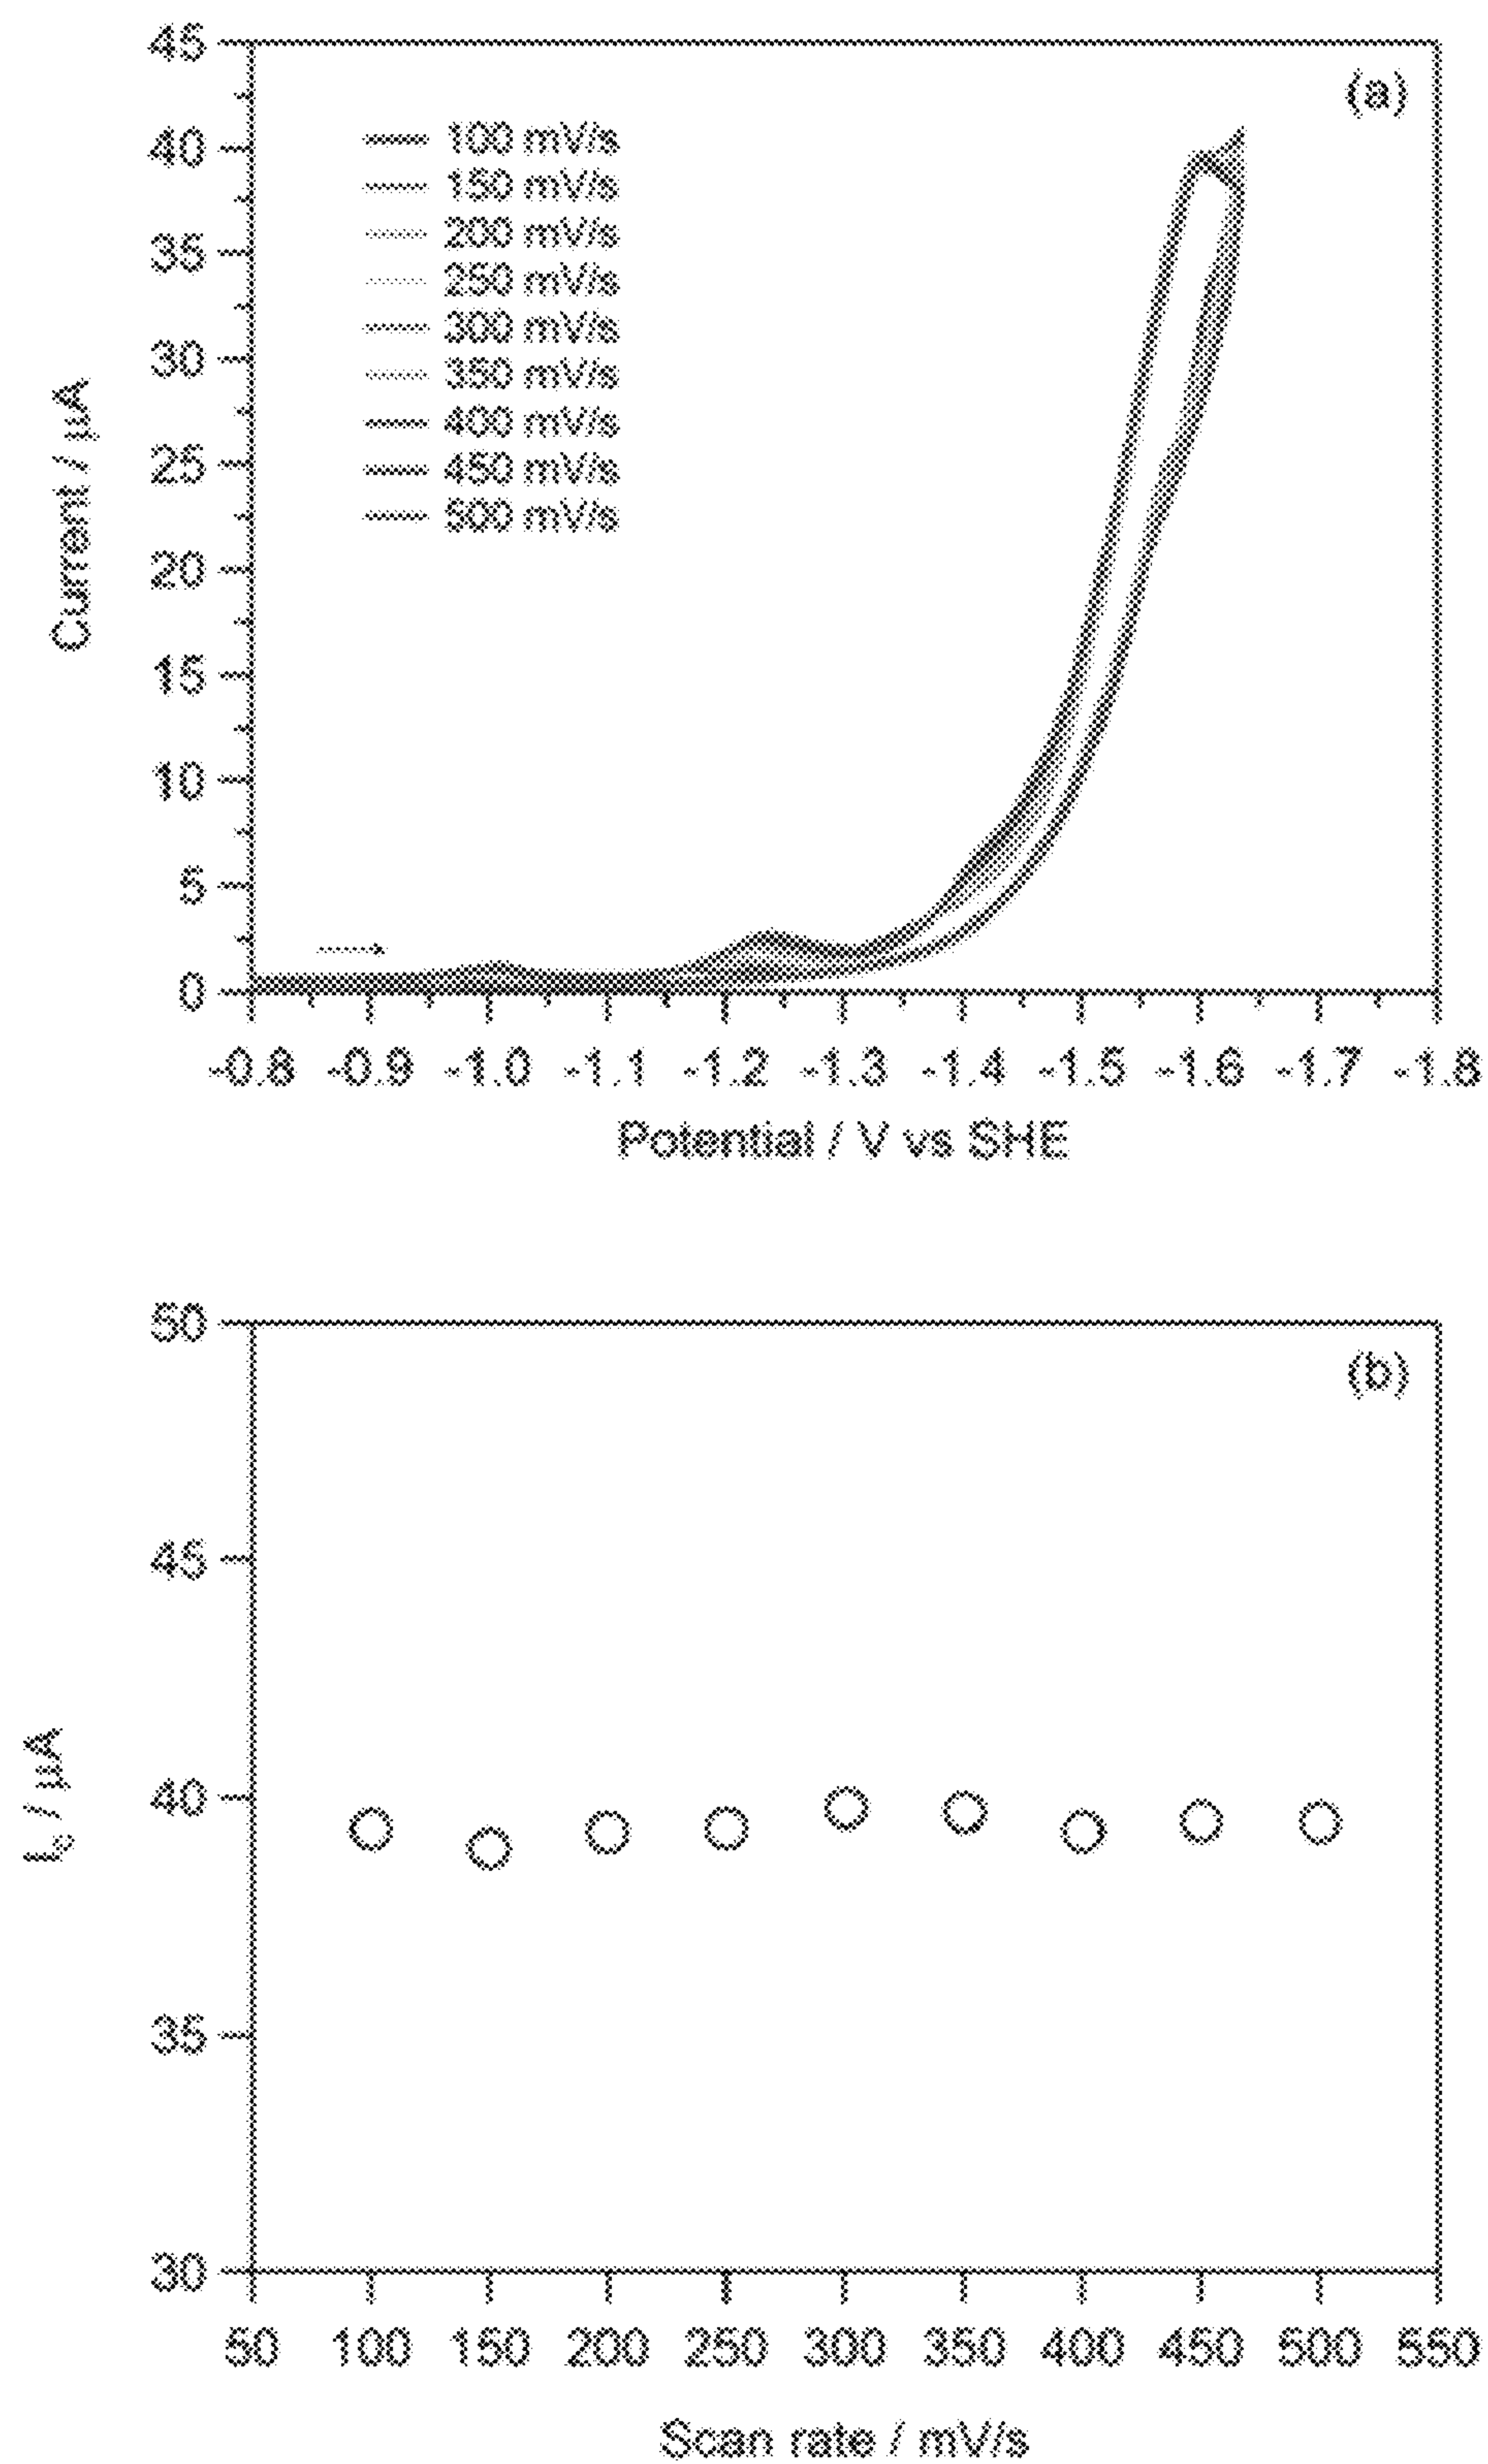 (a)
45
40
35
30
25
20
15
10
5
0
Current / µA
100 mV/s
150 mV/s
200 mV/s
250 mV/s
300 mV/s
350 mV/s
400 mV/s
450 mV/s
500 mV/s
-0.8 -0.9 -1.0 -1.1 -1.2 -1.3 -1.4 -1.5 -1.6 -1.7 -1.8
Potential / V vs SHE
(b)
50
45
40
35
30
Ic / µA
50 100 150 200 250 300 350 400 450 500 550
Scan rate / mV/s